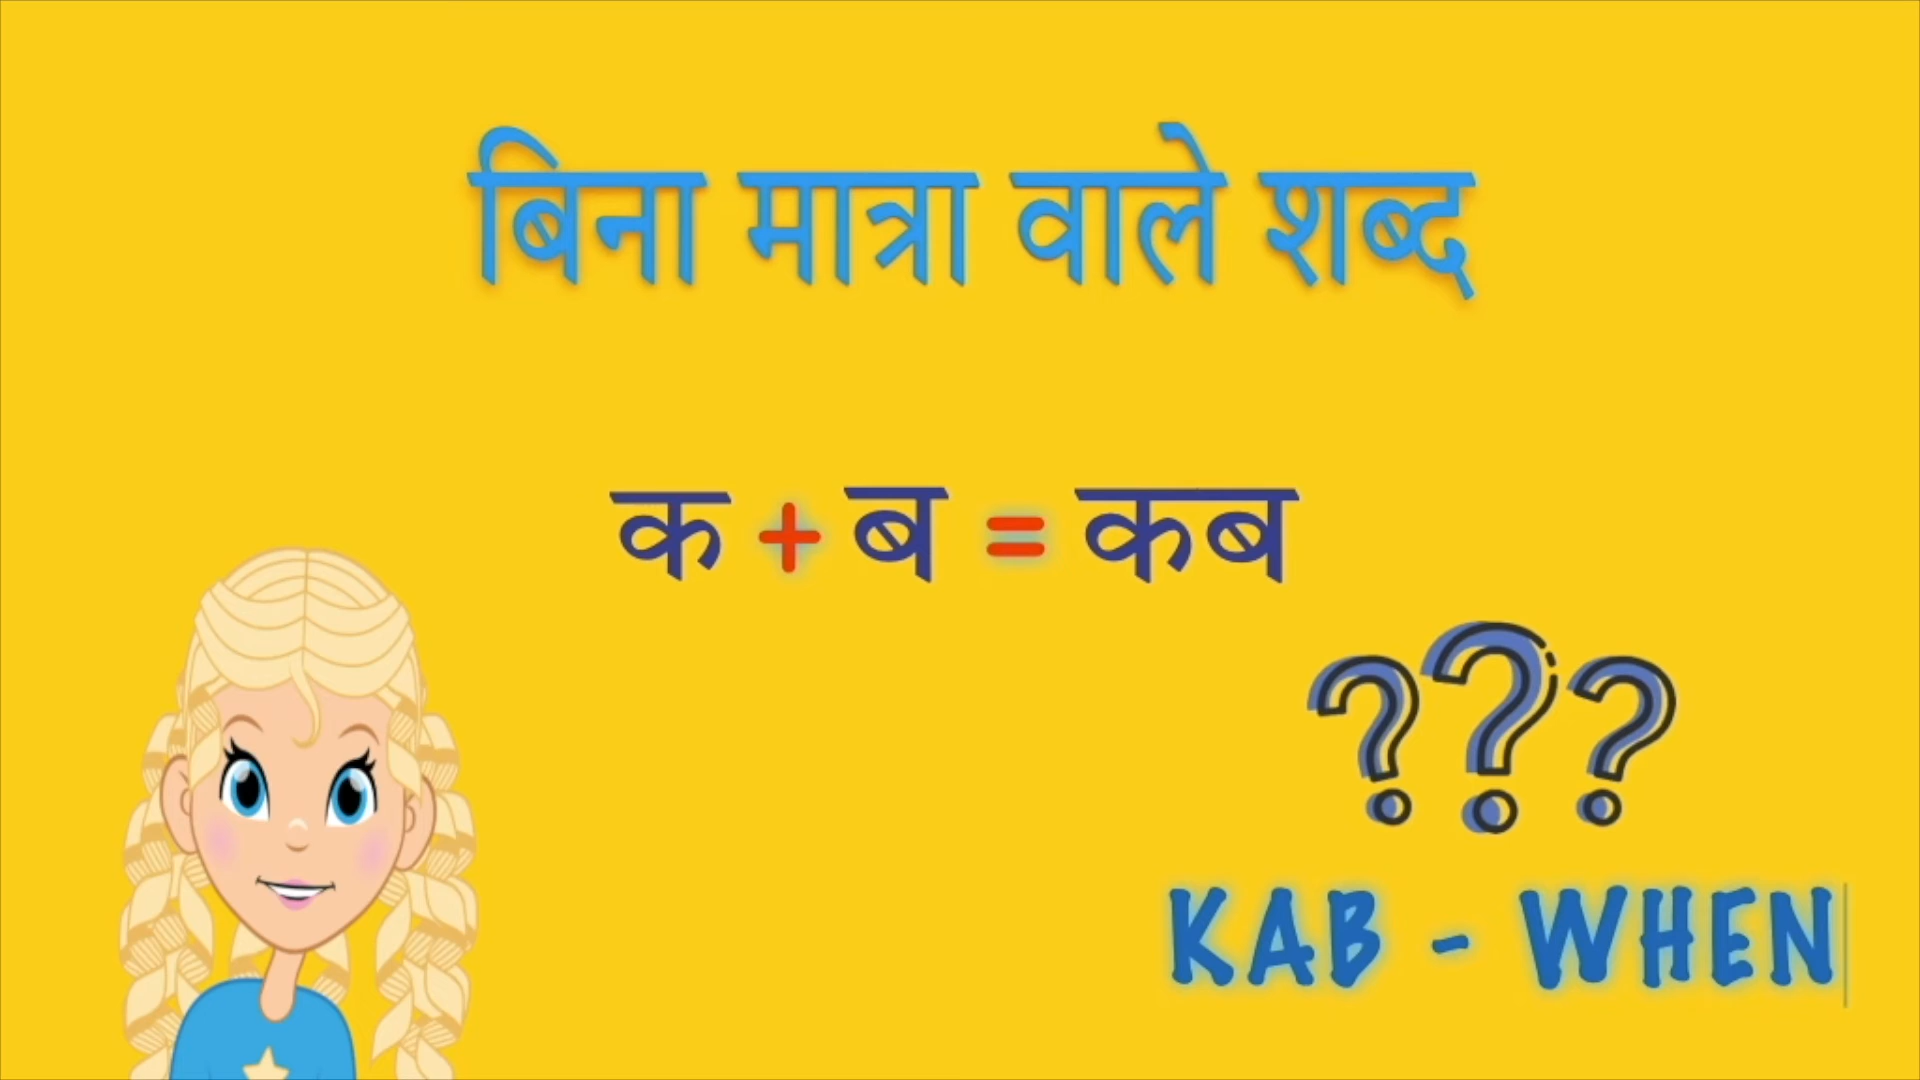 बिना मात्रा वाले शब्द
क + ब = कब
???
KAB - WHEN